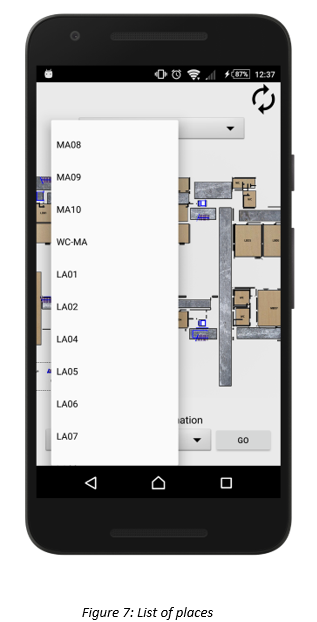 87%
12:37
MA08
MA09
MA10
WC-MA
LA01
LA02
LA04
LA05
LA06
LA07
nation
GO
Figure 7: List of places